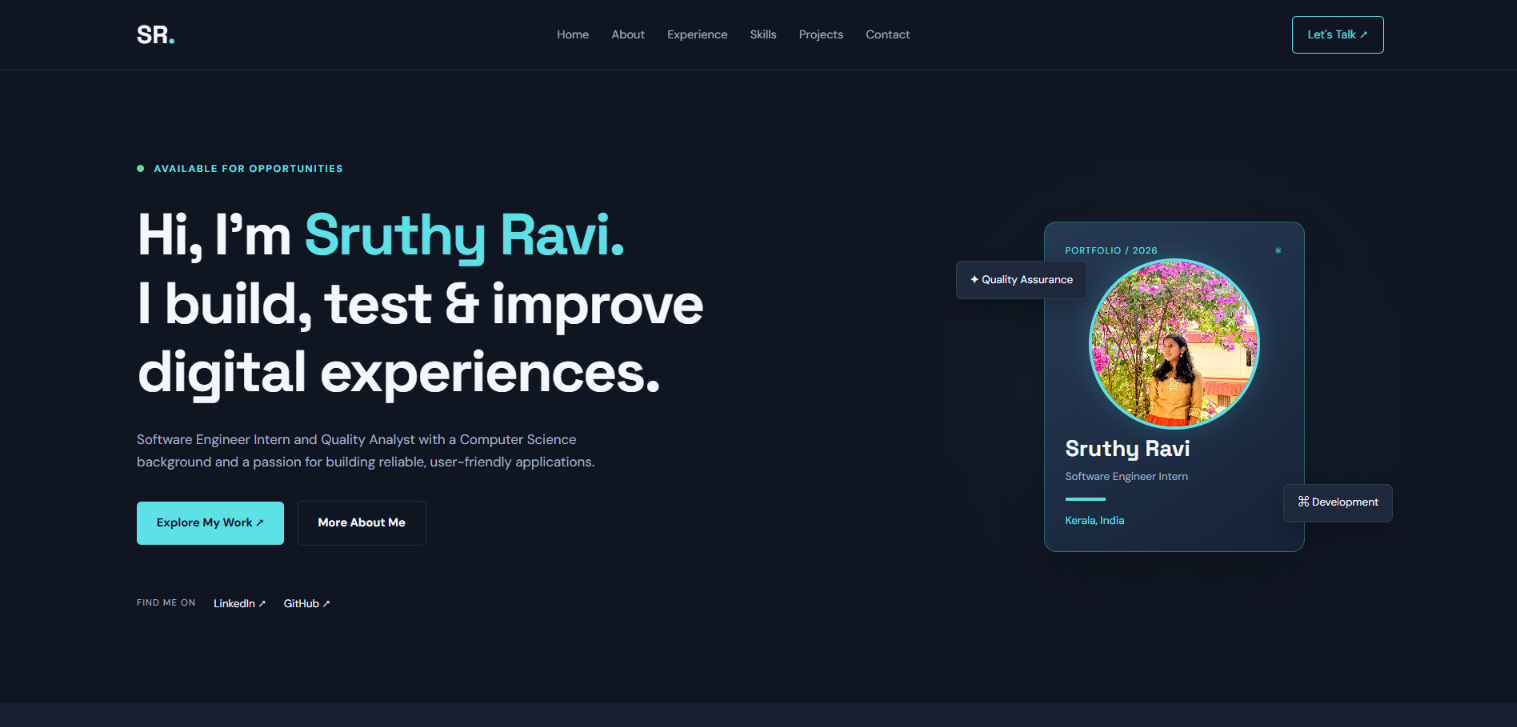 SR.
Home About Experience Skills Projects Contact
Let's Talk ↗
AVAILABLE FOR OPPORTUNITIES
Hi, I’m Sruthy Ravi.
I build, test & improve
digital experiences.
Software Engineer Intern and Quality Analyst with a Computer Science
background and a passion for building reliable, user-friendly applications.
Explore My Work ↗
More About Me
FIND ME ON LinkedIn ↗ GitHub ↗
PORTFOLIO / 2026 ✳
✦ Quality Assurance
Sruthy Ravi
Software Engineer Intern
⌘ Development
Kerala, India